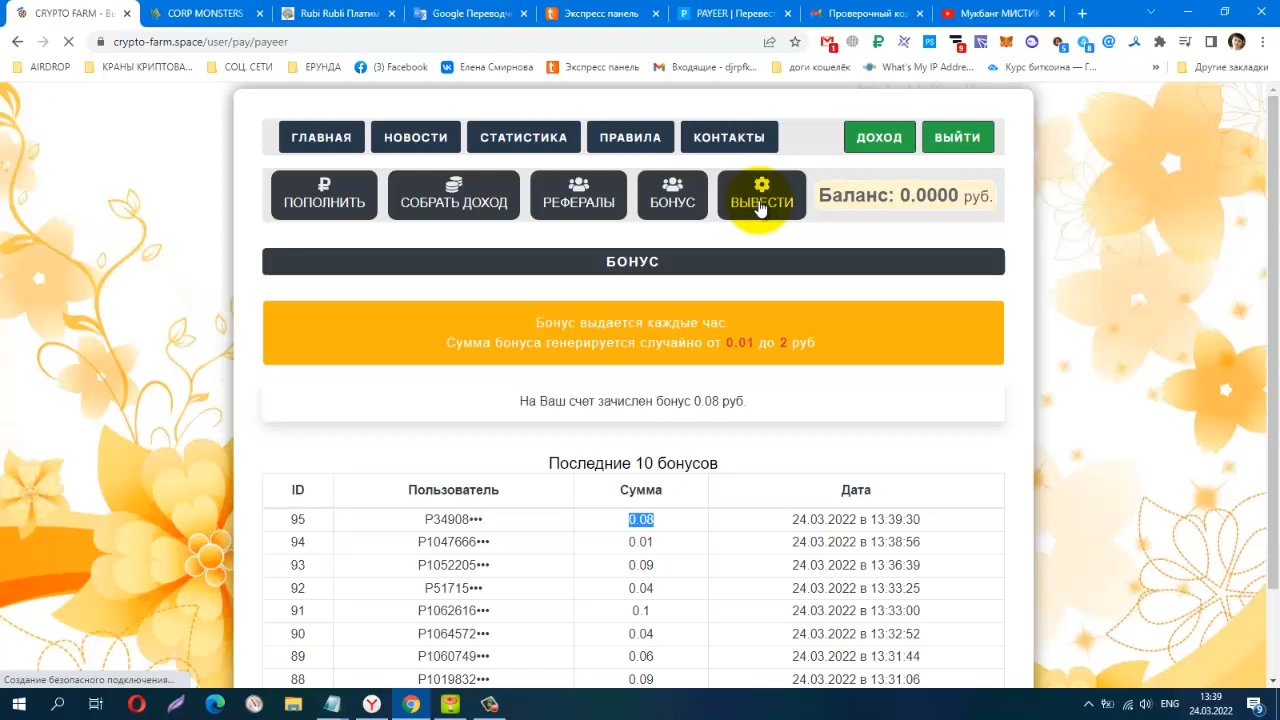 CRYPTO FARM - Вы
CORP MONSTERS
Rubi Rubli Платим
Google Переводч
Экспресс панель
PAYEER | Перевест
Проверочный код
Мукбанг МИСТИК
crypto-farm.space/user/pay/payeer
AIRDROP
КРАНЫ КРИПТОВА...
СОЦ. СЕТИ
ЕРУНДА
(3) Facebook
Елена Смирнова
Экспресс панель
Входящие - djrpfk...
доги кошелёк
What's My IP Addre...
Курс биткоина — Г...
»
Другие закладки
ГЛАВНАЯ
НОВОСТИ
СТАТИСТИКА
ПРАВИЛА
КОНТАКТЫ
ДОХОД
ВЫЙТИ
ПОПОЛНИТЬ
СОБРАТЬ ДОХОД
РЕФЕРАЛЫ
БОНУС
ВЫВЕСТИ
Баланс: 0.0000 руб.
БОНУС
Бонус выдается каждые час.
Сумма бонуса генерируется случайно от 0.01 до 2 руб
На Ваш счет зачислен бонус 0.08 руб.
Последние 10 бонусов
ID Пользователь Сумма Дата
95 P34908••• 0.08 24.03.2022 в 13:39:30
94 P1047666••• 0.01 24.03.2022 в 13:38:56
93 P1052205••• 0.09 24.03.2022 в 13:36:39
92 P51715••• 0.04 24.03.2022 в 13:33:25
91 P1062616••• 0.1 24.03.2022 в 13:33:00
90 P1064572••• 0.04 24.03.2022 в 13:32:52
89 P1060749••• 0.06 24.03.2022 в 13:31:44
88 P1019832••• 0.09 24.03.2022 в 13:31:06
Создание безопасного подключения...
ENG
13:39
24.03.2022